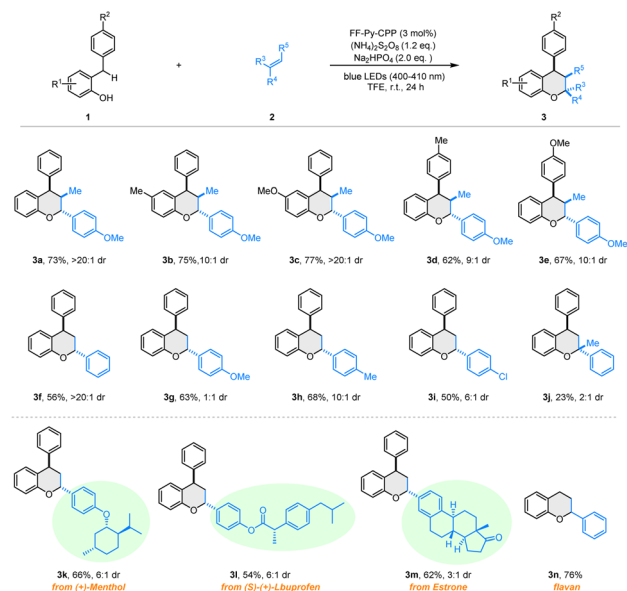 R²
R¹
H
OH
1
+
R³
R⁵
R⁴
2
FF-Py-CPP (3 mol%)
(NH₄)₂S₂O₈ (1.2 eq.)
Na₂HPO₄ (2.0 eq.)
blue LEDs (400-410 nm)
TFE, r.t., 24 h
R²
R¹
R⁵
R³
O
R⁴
3
Me
O
OMe
3a, 73%, >20:1 dr
Me
Me
O
OMe
3b, 75%,10:1 dr
MeO
Me
O
OMe
3c, 77%, >20:1 dr
Me
Me
O
OMe
3d, 62%, 9:1 dr
OMe
Me
O
OMe
3e, 67%, 10:1 dr
O
3f, 56%, >20:1 dr
O
OMe
3g, 63%, 1:1 dr
O
Me
3h, 68%, 10:1 dr
O
Cl
3i, 50%, 6:1 dr
Me
O
3j, 23%, 2:1 dr
O
O
3k, 66%, 6:1 dr
from (+)-Menthol
O
O
O
3l, 54%, 6:1 dr
from (S)-(+)-Lbuprofen
O
H
H
H
O
3m, 62%, 3:1 dr
from Estrone
O
3n, 76%
flavan